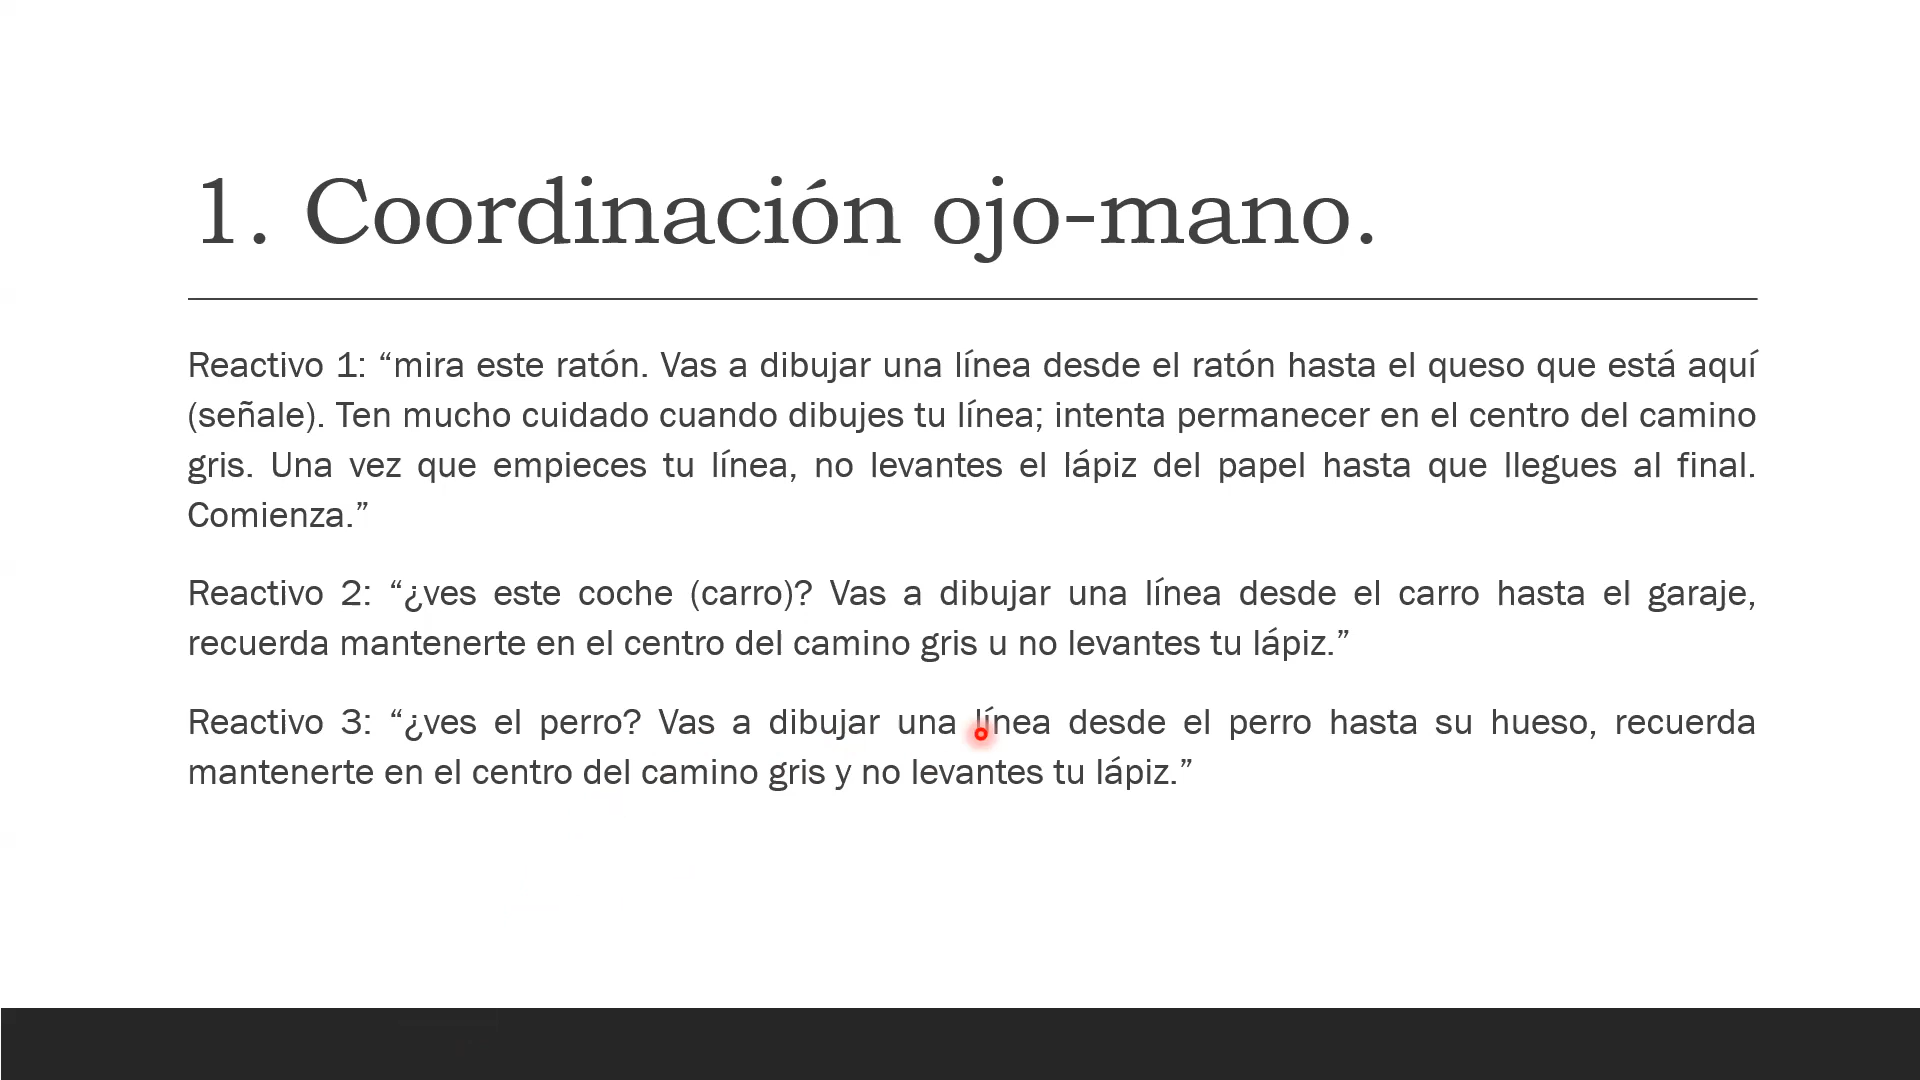 1. Coordinación ojo-mano.
Reactivo 1: “mira este ratón. Vas a dibujar una línea desde el ratón hasta el queso que está aquí
(señale). Ten mucho cuidado cuando dibujes tu línea; intenta permanecer en el centro del camino
gris. Una vez que empieces tu línea, no levantes el lápiz del papel hasta que llegues al final.
Comienza.”
Reactivo 2: “¿ves este coche (carro)? Vas a dibujar una línea desde el carro hasta el garaje,
recuerda mantenerte en el centro del camino gris u no levantes tu lápiz.”
Reactivo 3: “¿ves el perro? Vas a dibujar una línea desde el perro hasta su hueso, recuerda
mantenerte en el centro del camino gris y no levantes tu lápiz.”